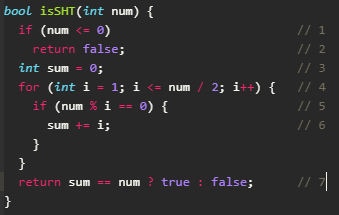 bool isSHT(int num) {
  if (num <= 0)                          // 1
    return false;                        // 2
  int sum = 0;                           // 3
  for (int i = 1; i <= num / 2; i++) {   // 4
    if (num % i == 0) {                  // 5
      sum += i;                          // 6
    }
  }
  return sum == num ? true : false;      // 7
}